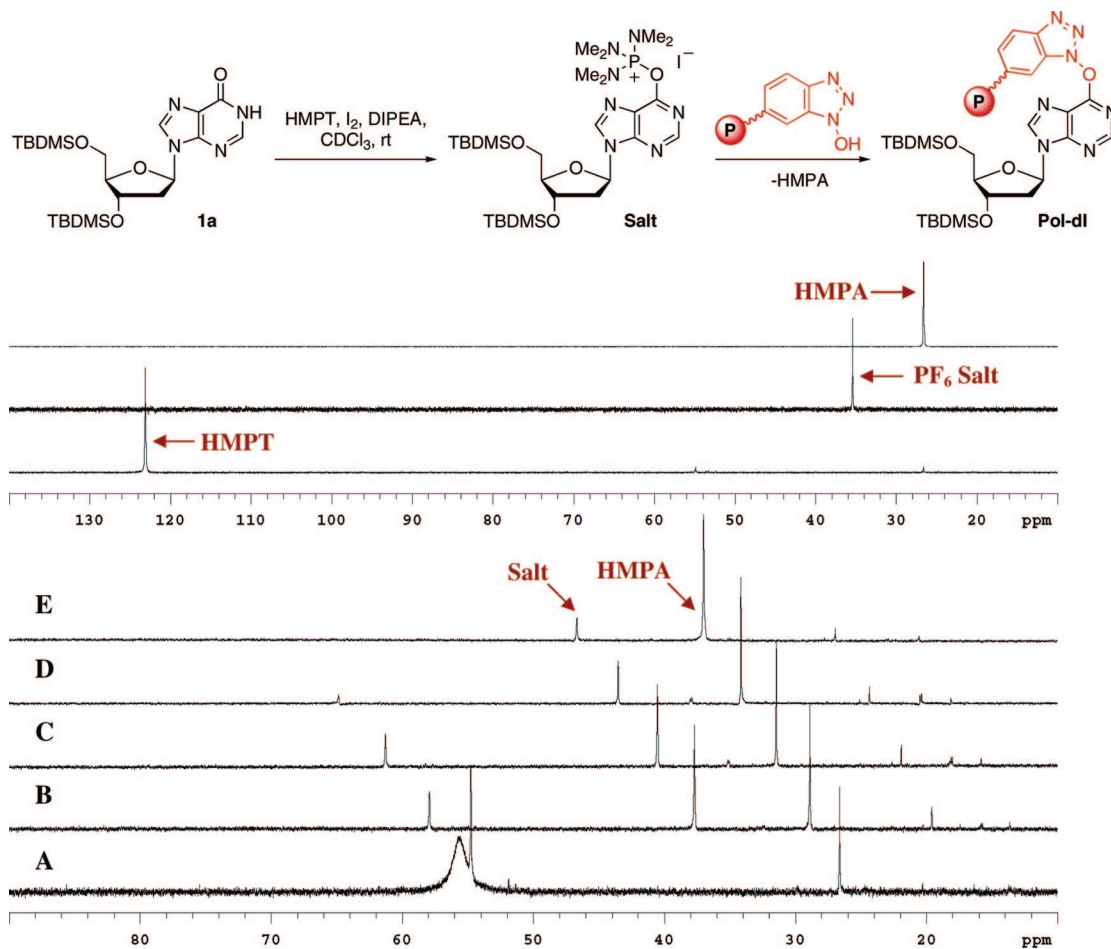 Me₂N NMe₂
Me₂N P I⁻
+ O
O
N NH
N N
TBDMSO
O
TBDMSO
1a
HMPT, I₂, DIPEA,
CDCl₃, rt
N N
N N
TBDMSO
O
TBDMSO
Salt
P
N
N
N
OH
-HMPA
N
N
N
O
P
N N
N N
TBDMSO
O
TBDMSO
Pol-dI
HMPA
PF₆ Salt
HMPT
130 120 110 100 90 80 70 60 50 40 30 20 ppm
Salt HMPA
E
D
C
B
A
80 70 60 50 40 30 20 ppm